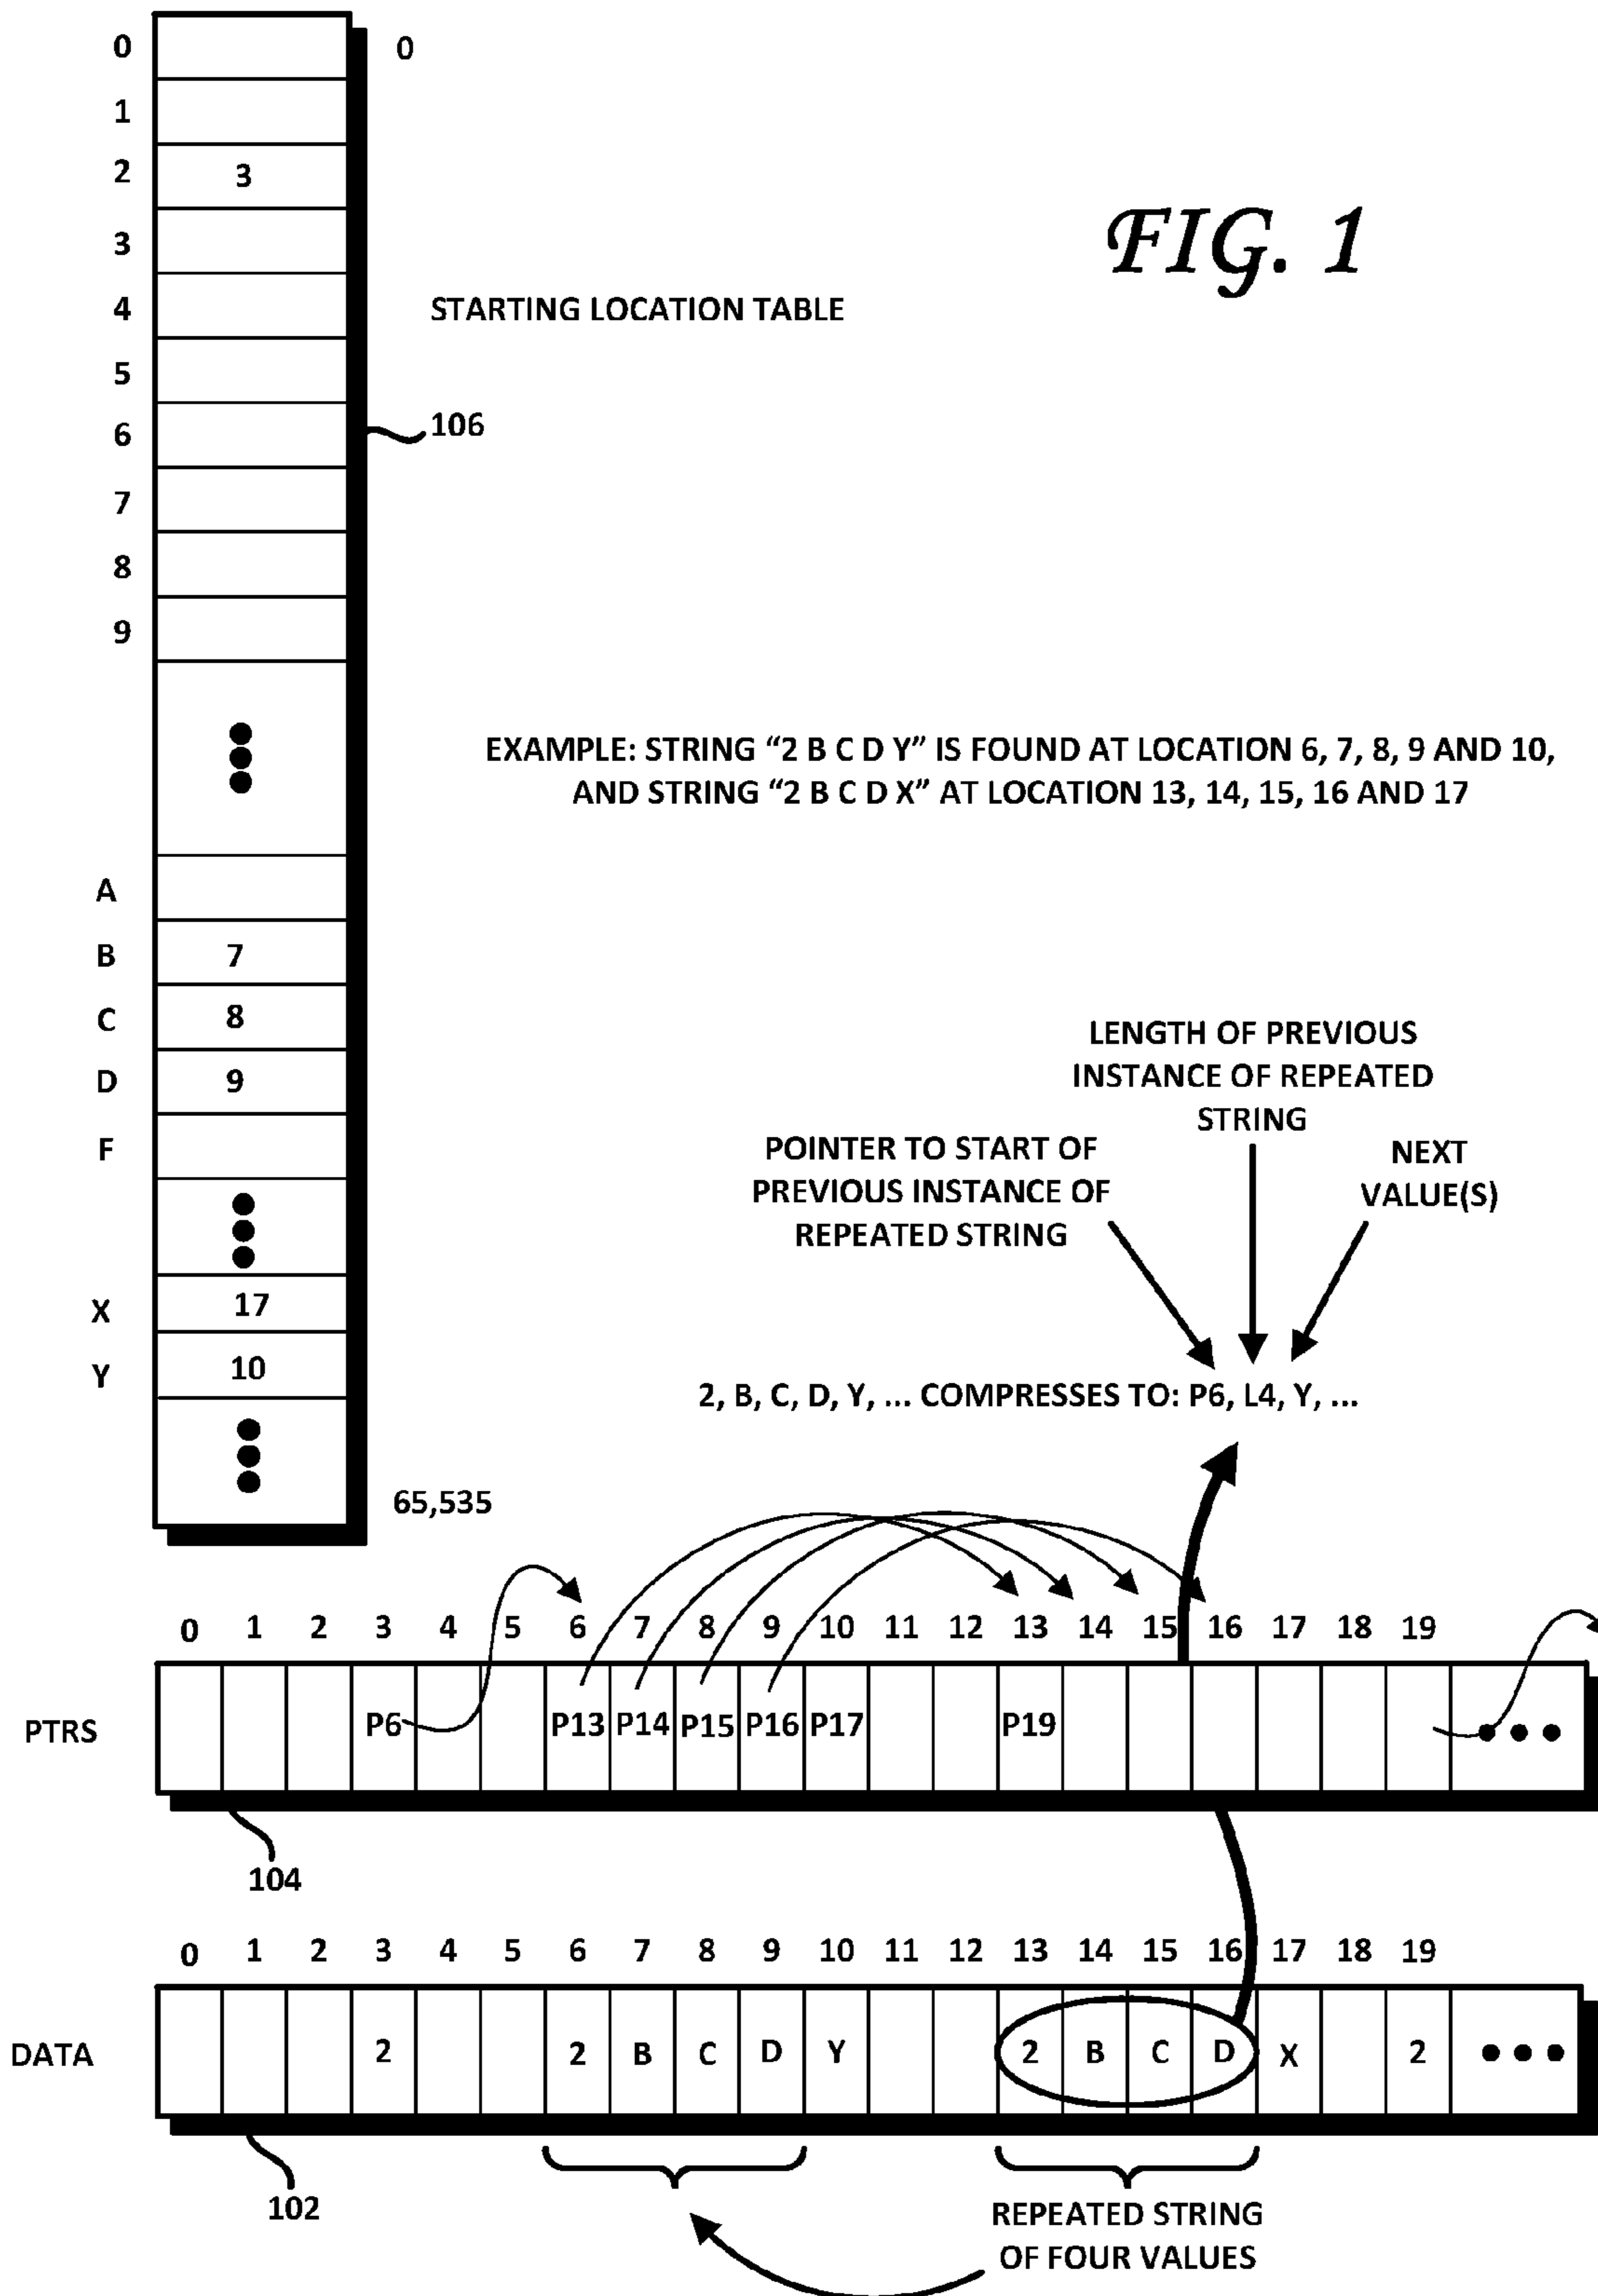 0 0
1
2 3
3
FIG. 1
4 STARTING LOCATION TABLE
5
6 106
7
8
9
EXAMPLE: STRING “2 B C D Y” IS FOUND AT LOCATION 6, 7, 8, 9 AND 10,
AND STRING “2 B C D X” AT LOCATION 13, 14, 15, 16 AND 17
A
B 7
C 8
D 9
F
LENGTH OF PREVIOUS
INSTANCE OF REPEATED
STRING
POINTER TO START OF
PREVIOUS INSTANCE OF
REPEATED STRING
NEXT
VALUE(S)
X 17
Y 10
2, B, C, D, Y, ... COMPRESSES TO: P6, L4, Y, ...
65,535
0 1 2 3 4 5 6 7 8 9 10 11 12 13 14 15 16 17 18 19
PTRS P6 P13 P14 P15 P16 P17 P19
104
0 1 2 3 4 5 6 7 8 9 10 11 12 13 14 15 16 17 18 19
DATA 2 2 B C D Y 2 B C D X 2
102
REPEATED STRING
OF FOUR VALUES